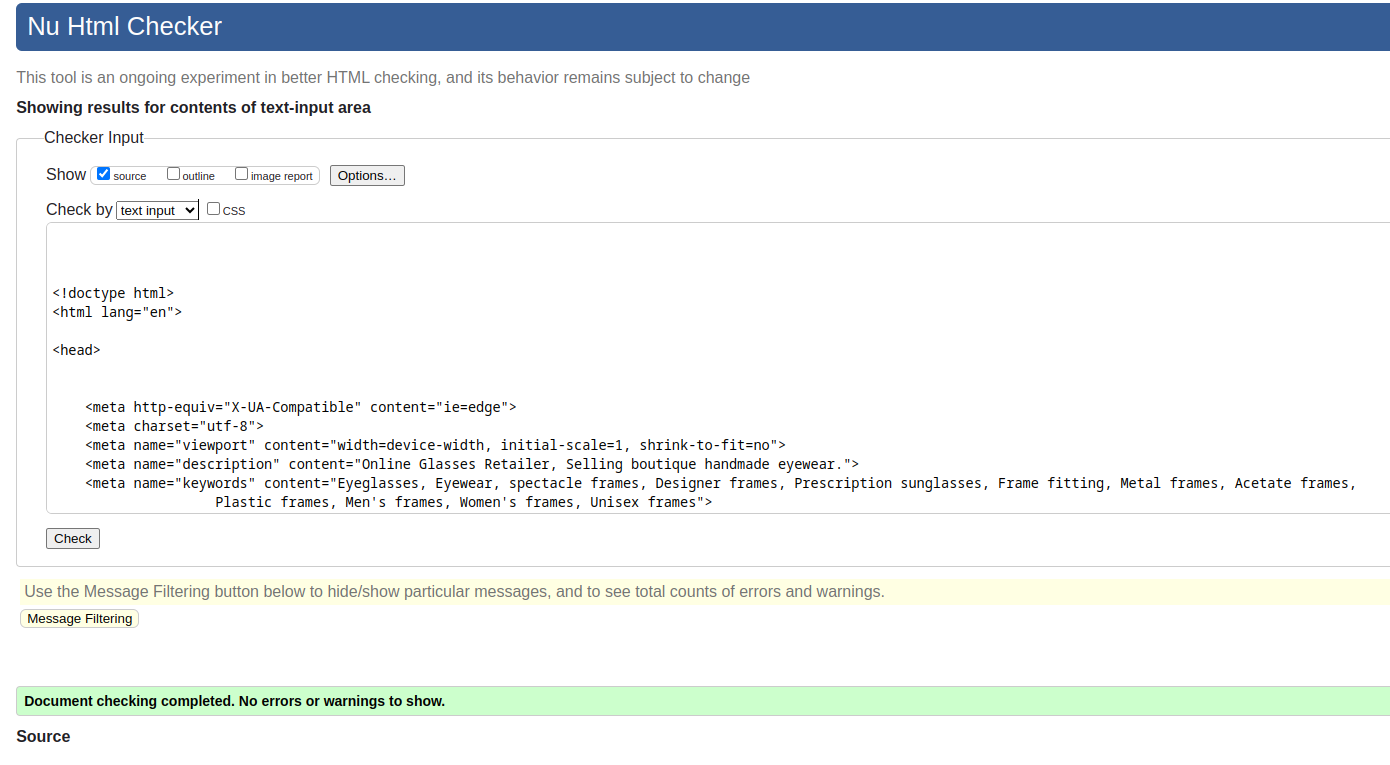 Nu Html Checker
This tool is an ongoing experiment in better HTML checking, and its behavior remains subject to change
Showing results for contents of text-input area
Checker Input
Show source outline image report Options…
Check by text input CSS
<!doctype html>
<html lang="en">
<head>
<meta http-equiv="X-UA-Compatible" content="ie=edge">
<meta charset="utf-8">
<meta name="viewport" content="width=device-width, initial-scale=1, shrink-to-fit=no">
<meta name="description" content="Online Glasses Retailer, Selling boutique handmade eyewear.">
<meta name="keywords" content="Eyeglasses, Eyewear, spectacle frames, Designer frames, Prescription sunglasses, Frame fitting, Metal frames, Acetate frames,
Plastic frames, Men's frames, Women's frames, Unisex frames">
Check
Use the Message Filtering button below to hide/show particular messages, and to see total counts of errors and warnings.
Message Filtering
Document checking completed. No errors or warnings to show.
Source